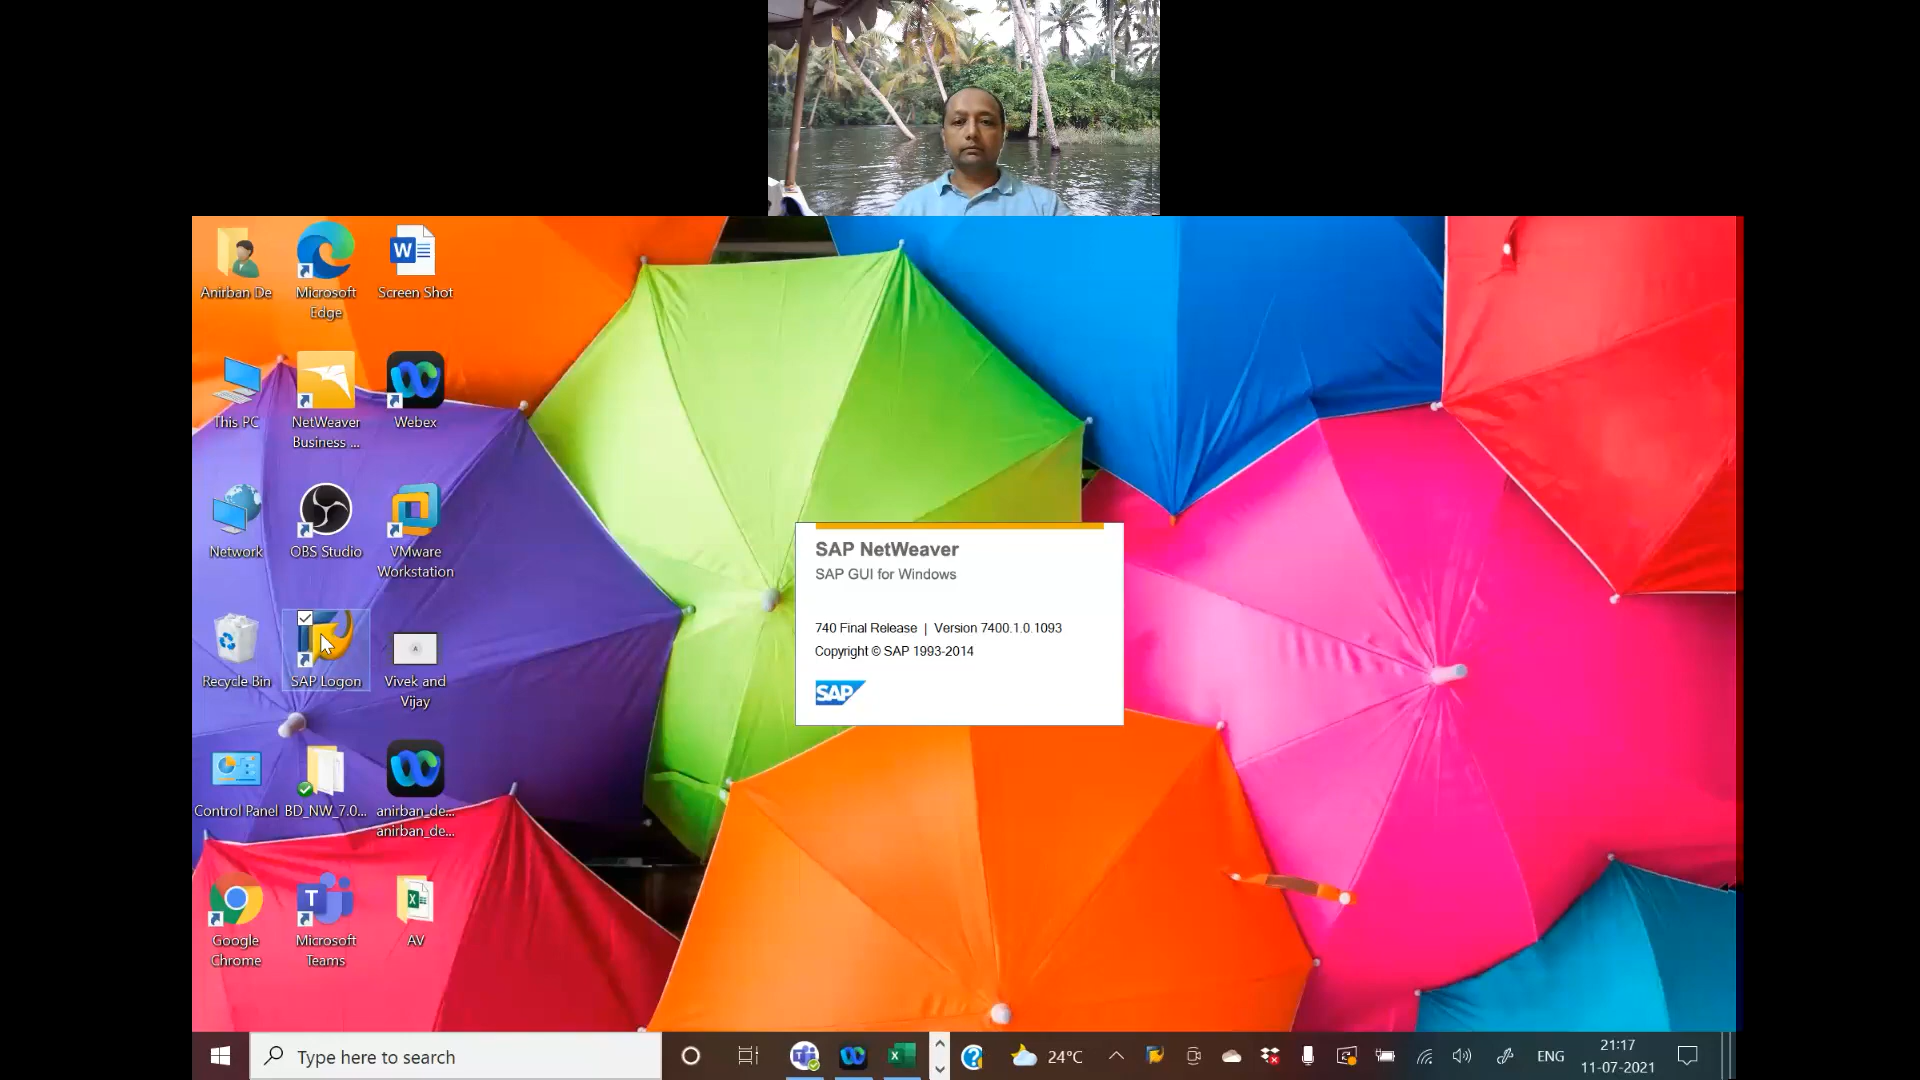 Anirban De
Microsoft
Edge
Screen Shot
This PC
NetWeaver
Business ...
Webex
Network
OBS Studio
VMware
Workstation
Recycle Bin
SAP Logon
Vivek and
Vijay
Control Panel
BD_NW_7.0...
anirban_de...
anirban_de...
Google
Chrome
Microsoft
Teams
AV
SAP NetWeaver
SAP GUI for Windows
740 Final Release | Version 7400.1.0.1093
Copyright © SAP 1993-2014
SAP
Type here to search
24°C
ENG
21:17
11-07-2021